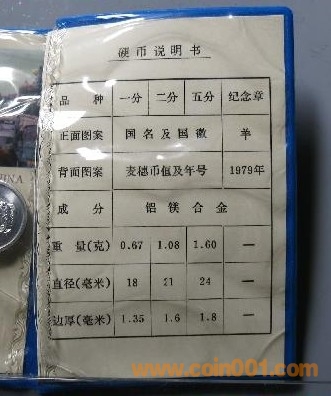 硬币说明书
品 种 一分 二分 五分 纪念章
正面图案 国名及国徽 羊
背面图案 麦穗币值及年号 1979年
成 分 铝镁合金 —
重 量(克) 0.67 1.08 1.60 —
直径(毫米) 18 21 24 —
边厚(毫米) 1.35 1.6 1.8 —
INA
www.coin001.com